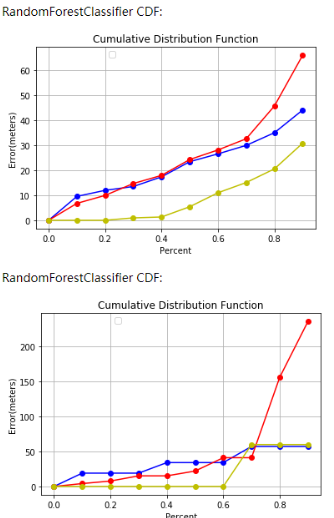 RandomForestClassifier CDF:
Cumulative Distribution Function
Error(meters)
60
50
40
30
20
10
0
0.0 0.2 0.4 0.6 0.8
Percent
RandomForestClassifier CDF:
Cumulative Distribution Function
Error(meters)
200
150
100
50
0
0.0 0.2 0.4 0.6 0.8
Percent